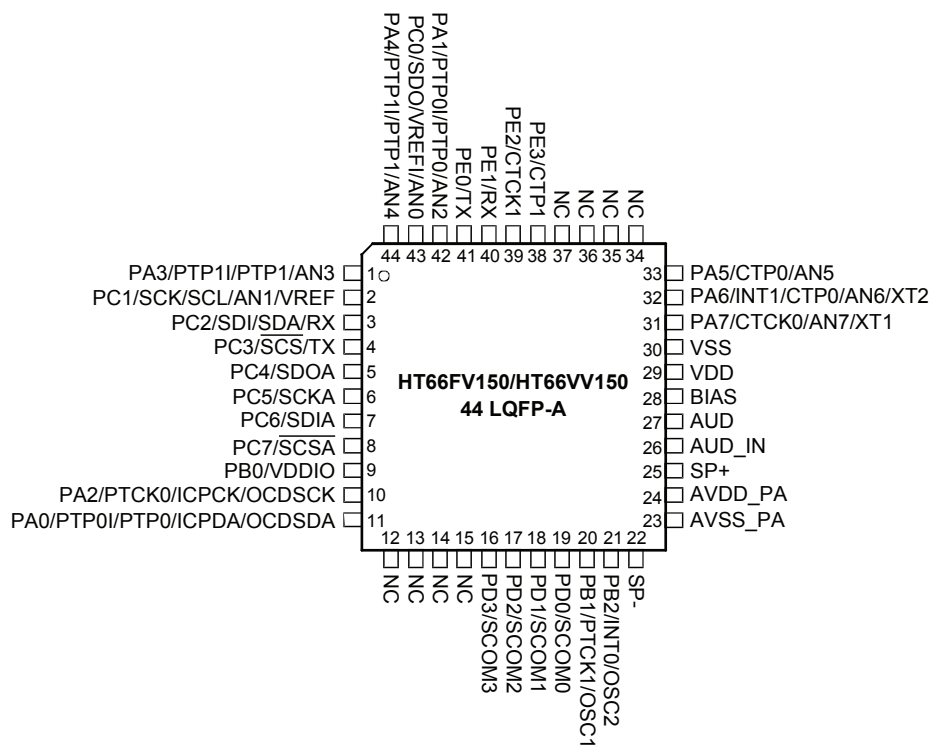 PA4/PTP1I/PTP1/AN4
PC0/SDO/VREFI/AN0
PA1/PTP0I/PTP0/AN2
PE0/TX
PE1/RX
PE2/CTCK1
PE3/CTP1
NC
NC
NC
NC
44 43 42 41 40 39 38 37 36 35 34
PA3/PTP1I/PTP1/AN3 1
PC1/SCK/SCL/AN1/VREF 2
PC2/SDI/SDA/RX 3
PC3/SCS/TX 4
PC4/SDOA 5
PC5/SCKA 6
PC6/SDIA 7
PC7/SCSA 8
PB0/VDDIO 9
PA2/PTCK0/ICPCK/OCDSCK 10
PA0/PTP0I/PTP0/ICPDA/OCDSDA 11
HT66FV150/HT66VV150
44 LQFP-A
33 PA5/CTP0/AN5
32 PA6/INT1/CTP0/AN6/XT2
31 PA7/CTCK0/AN7/XT1
30 VSS
29 VDD
28 BIAS
27 AUD
26 AUD_IN
25 SP+
24 AVDD_PA
23 AVSS_PA
12 13 14 15 16 17 18 19 20 21 22
NC
NC
NC
NC
PD3/SCOM3
PD2/SCOM2
PD1/SCOM1
PD0/SCOM0
PB1/PTCK1/OSC1
PB2/INT0/OSC2
SP-